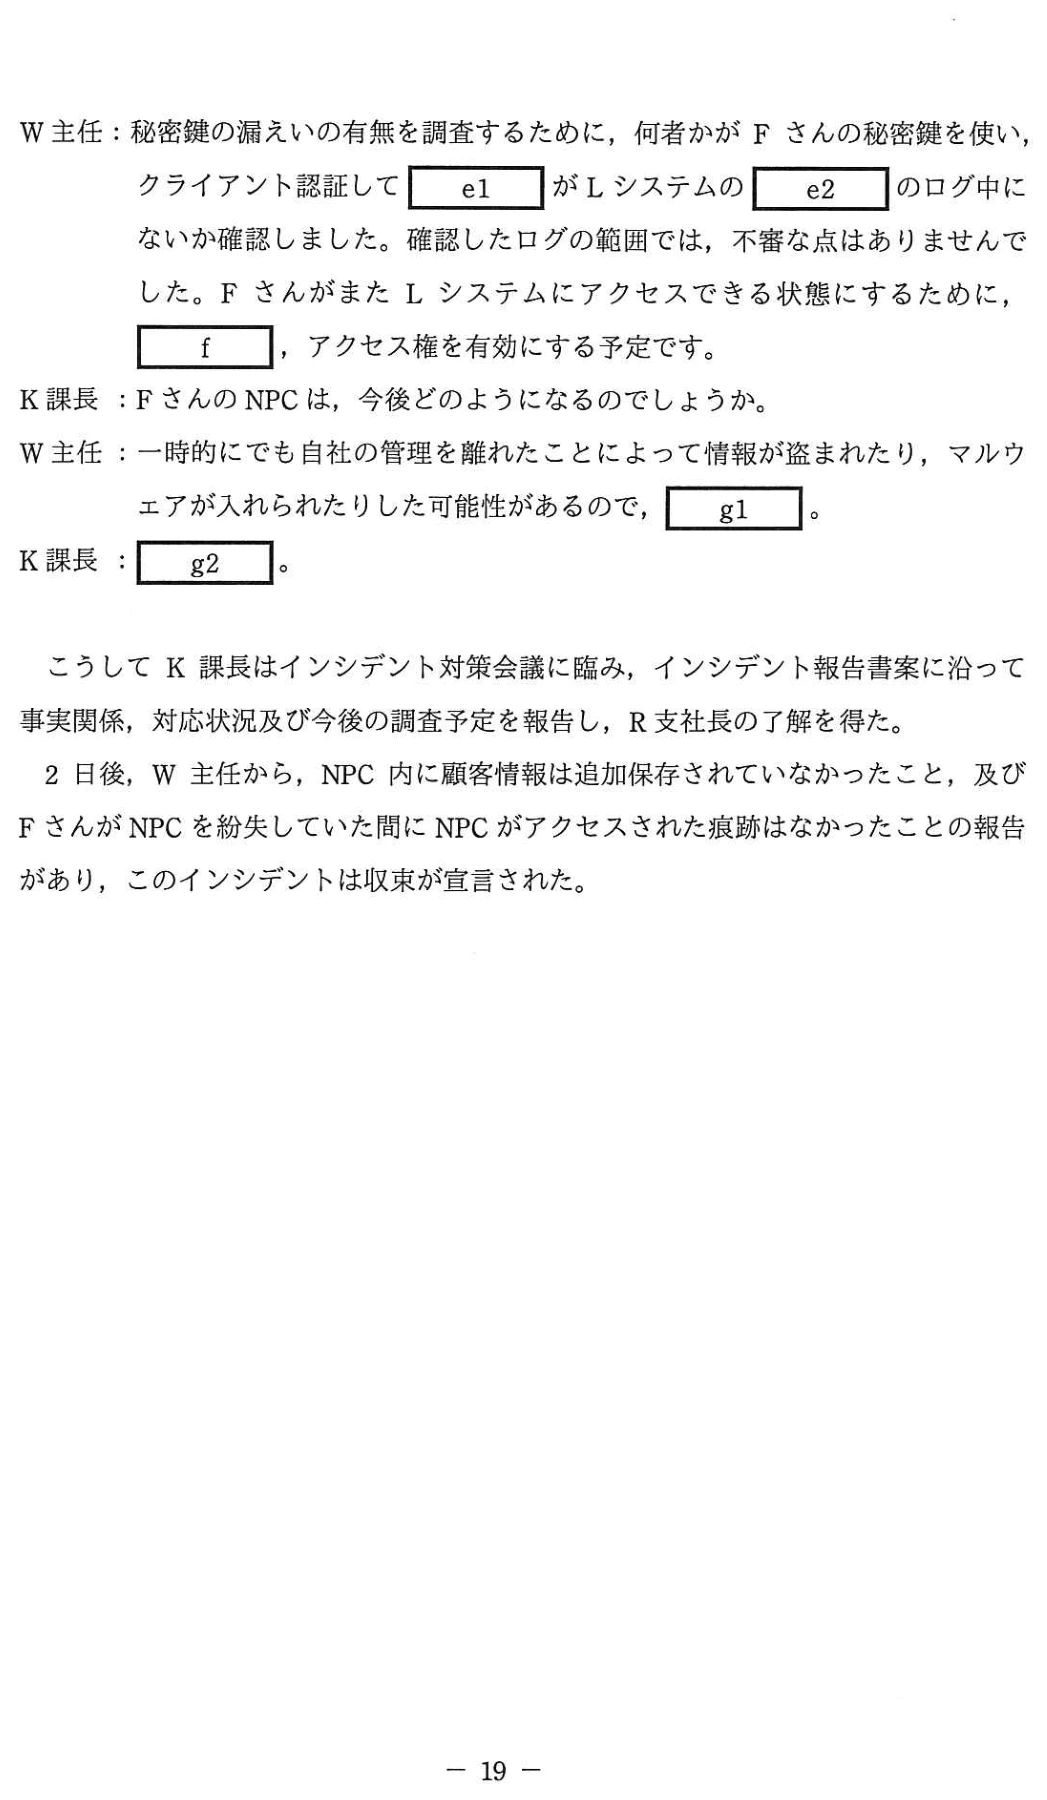 W 主任：秘密鍵の漏えいの有無を調査するために，何者かが F さんの秘密鍵を使い，
クライアント認証して e1 が L システムの e2 のログ中に
ないか確認しました。確認したログの範囲では，不審な点はありませんで
した。F さんがまた L システムにアクセスできる状態にするために，
f ，アクセス権を有効にする予定です。
K 課長 ：F さんの NPC は，今後どのようになるのでしょうか。
W 主任 ：一時的にでも自社の管理を離れたことによって情報が盗まれたり，マルウ
ェアが入れられたりした可能性があるので， g1 。
K 課長 ： g2 。
こうして K 課長はインシデント対策会議に臨み，インシデント報告書案に沿って
事実関係，対応状況及び今後の調査予定を報告し，R 支社長の了解を得た。
2 日後，W 主任から，NPC 内に顧客情報は追加保存されていなかったこと，及び
F さんが NPC を紛失していた間に NPC がアクセスされた痕跡はなかったことの報告
があり，このインシデントは収束が宣言された。
－ 19 －